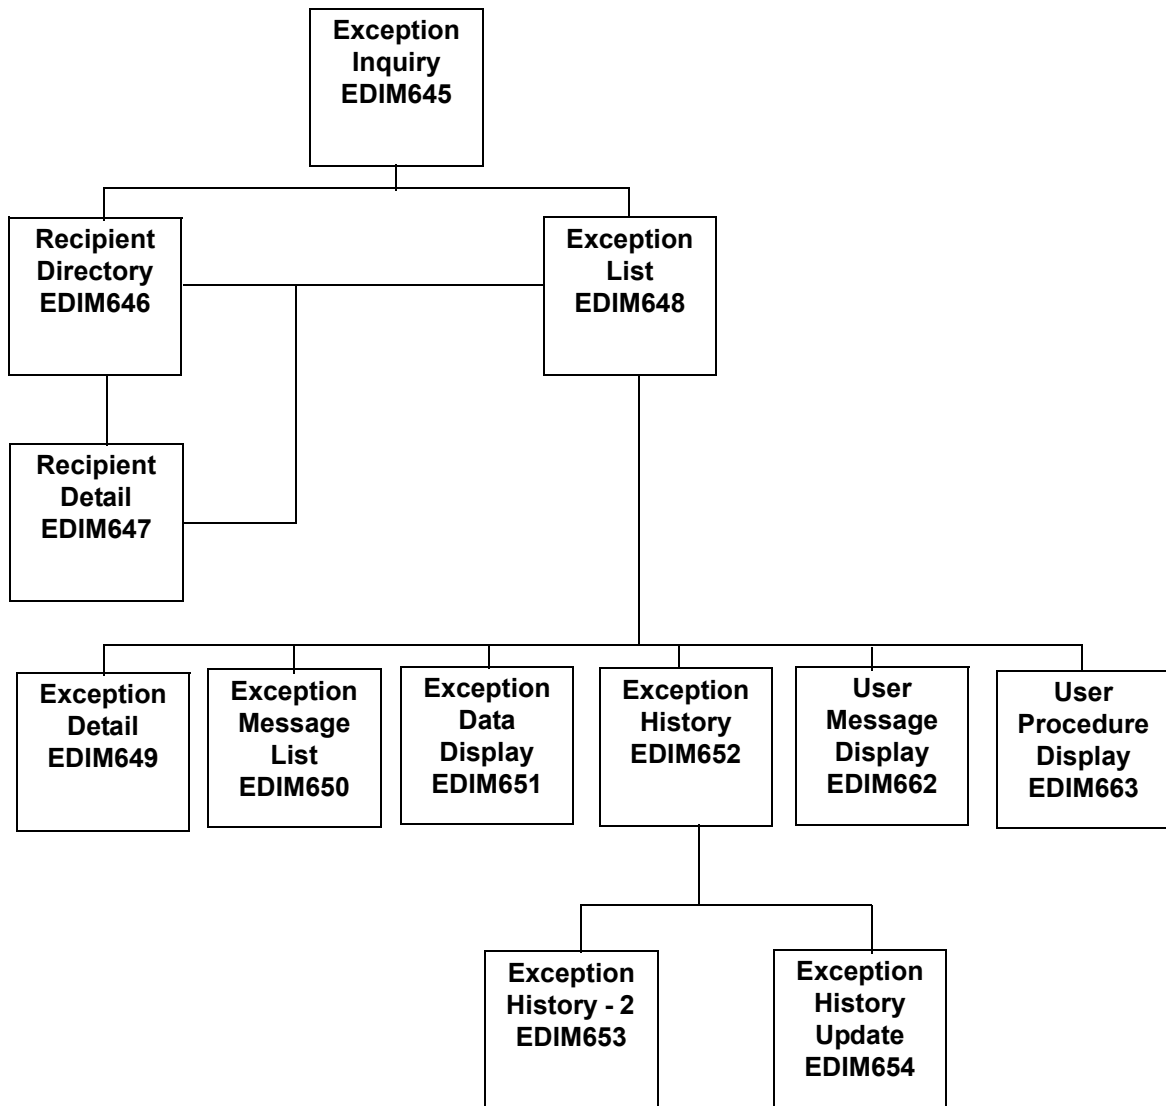 Exception
Inquiry
EDIM645
Recipient
Directory
EDIM646
Exception
List
EDIM648
Recipient
Detail
EDIM647
Exception
Detail
EDIM649
Exception
Message
List
EDIM650
Exception
Data
Display
EDIM651
Exception
History
EDIM652
User
Message
Display
EDIM662
User
Procedure
Display
EDIM663
Exception
History - 2
EDIM653
Exception
History
Update
EDIM654